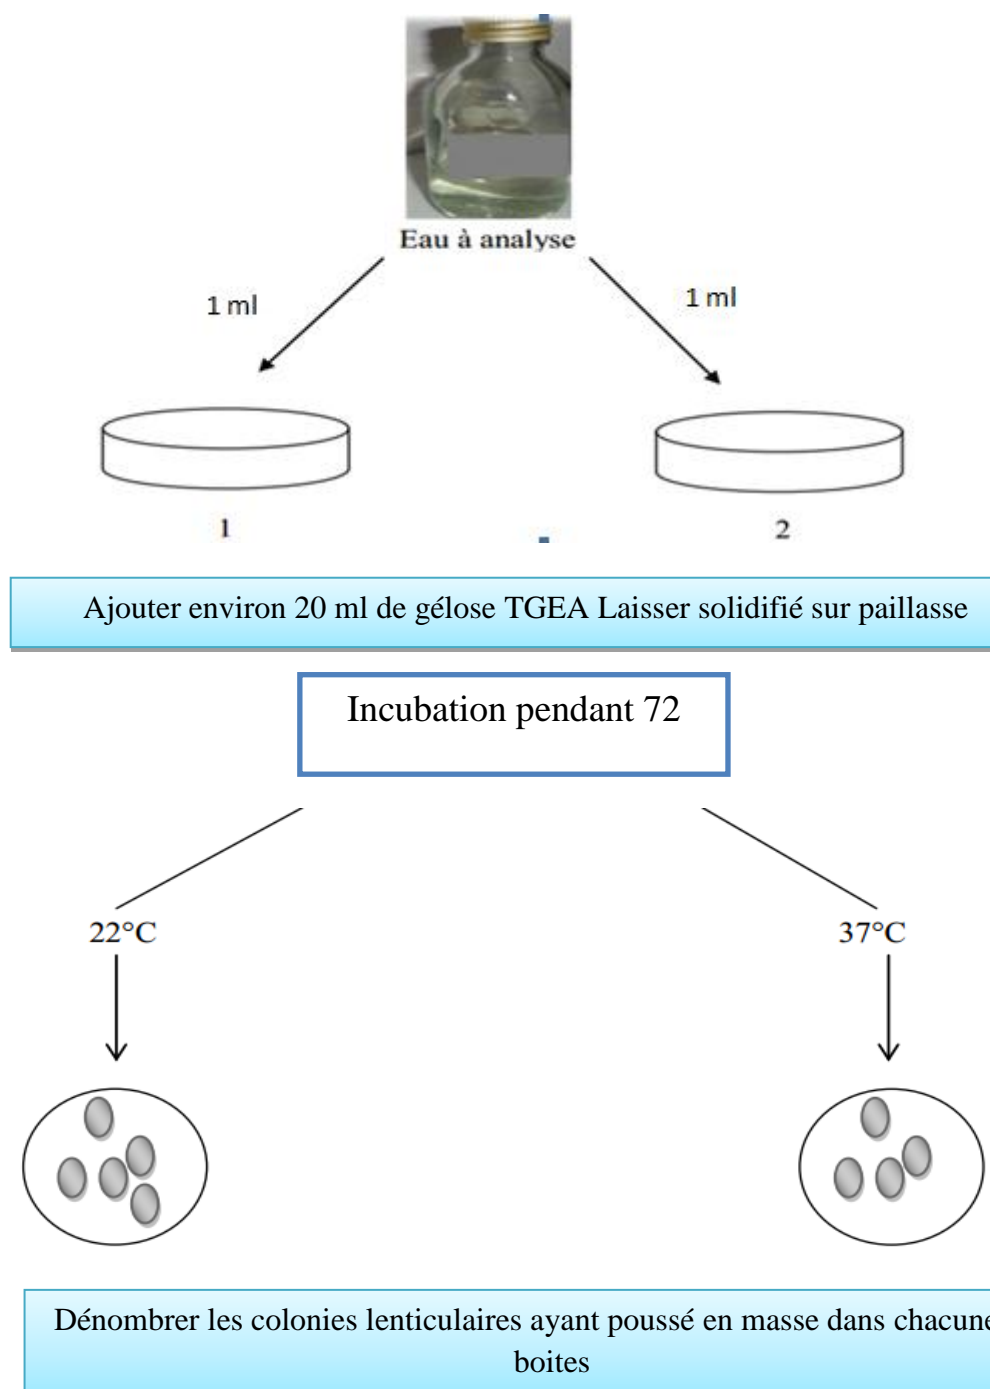 Eau à analyse
1 ml
1 ml
1
2
Ajouter environ 20 ml de gélose TGEA Laisser solidifié sur paillasse
Incubation pendant 72
22°C
37°C
Dénombrer les colonies lenticulaires ayant poussé en masse dans chacune
boites